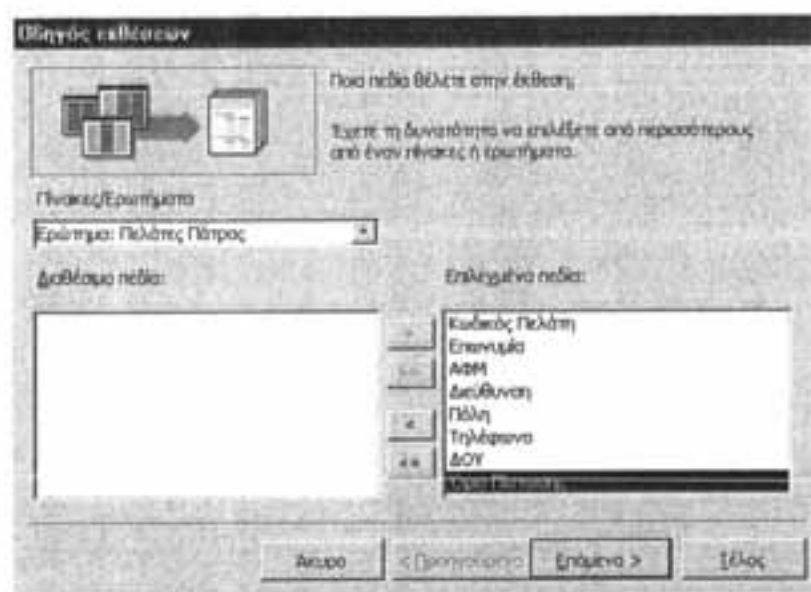 Οδηγός εκθέσεων
Ποια πεδία θέλετε στην έκθεση;
Έχετε τη δυνατότητα να επιλέξετε από περισσότερους
από έναν πίνακες ή ερωτήματα.
Πίνακες/Ερωτήματα
Ερώτημα: Πελάτες Πάτρας
Διαθέσιμα πεδία:
Επιλεγμένα πεδία:
>
Κωδικός Πελάτη
Επωνυμία
>>
ΑΦΜ
Διεύθυνση
<
Πόλη
Τηλέφωνο
<<
ΔΟΥ
Άκυρο
< Προηγούμενο
Επόμενο >
Τέλος